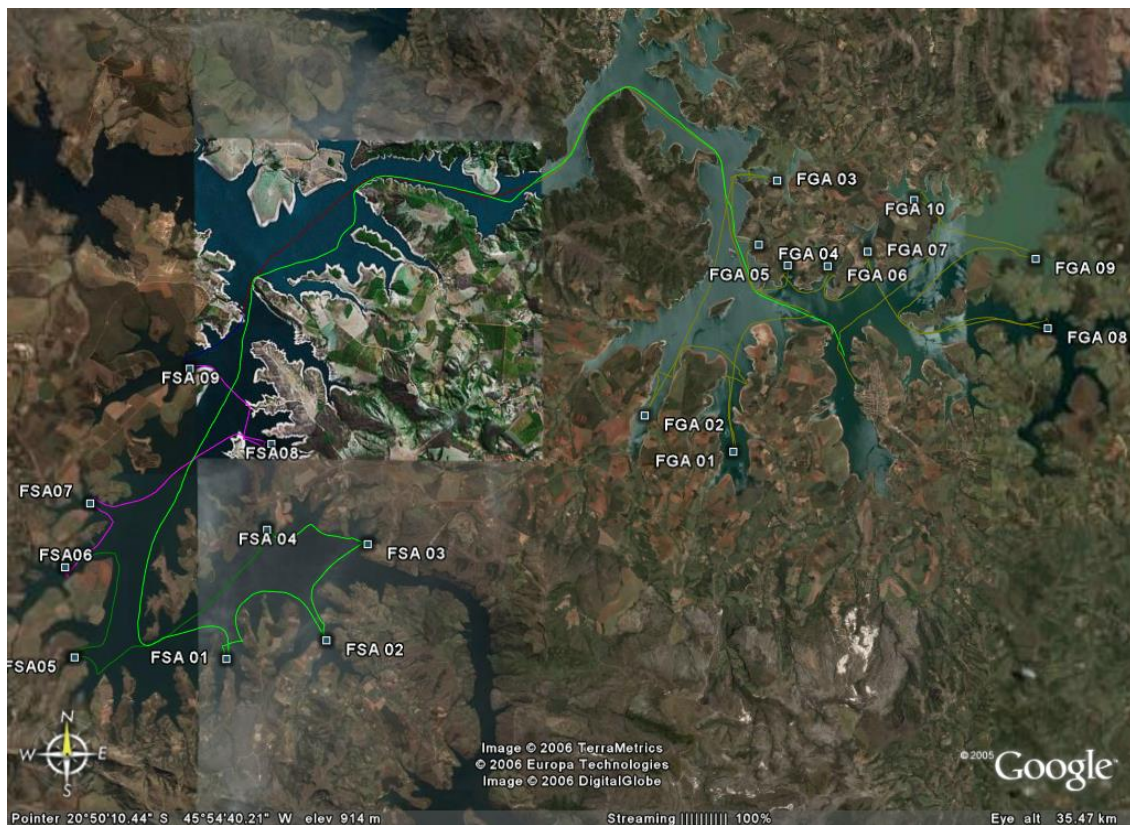 FGA 03
FGA 10
FGA 04
FGA 07
FGA 05
FGA 06
FGA 09
FGA 08
FSA 09
FGA 02
FSA08
FGA 01
FSA07
FSA 04
FSA 03
FSA06
FSA05
FSA 01
FSA 02
N
W
E
S
Image © 2006 TerraMetrics
© 2006 Europa Technologies
Image © 2006 DigitalGlobe
©2005 Google™
Pointer 20°50'10.44" S 45°54'40.21" W elev 914 m Streaming |||||||||| 100% Eye alt 35.47 km